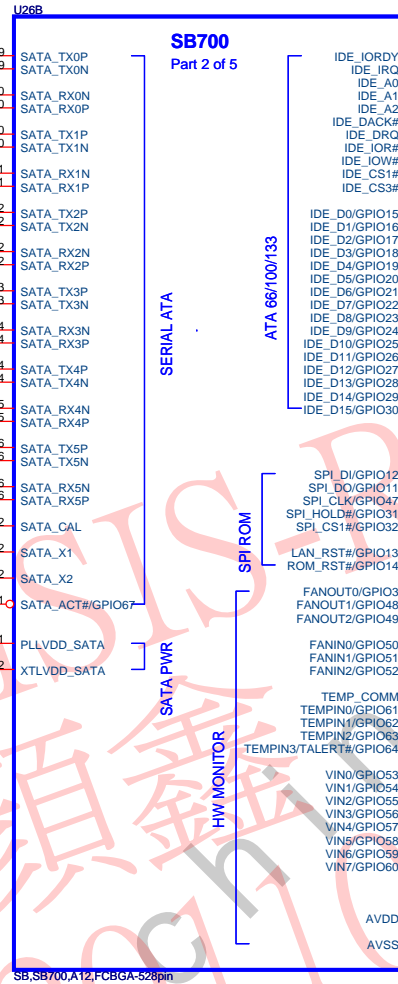 U26B
SB700
Part 2 of 5
SATA_TX0P
SATA_TX0N
SATA_RX0N
SATA_RX0P
SATA_TX1P
SATA_TX1N
SATA_RX1N
SATA_RX1P
SATA_TX2P
SATA_TX2N
SATA_RX2N
SATA_RX2P
SATA_TX3P
SATA_TX3N
SATA_RX3N
SATA_RX3P
SATA_TX4P
SATA_TX4N
SATA_RX4N
SATA_RX4P
SATA_TX5P
SATA_TX5N
SATA_RX5N
SATA_RX5P
SATA_CAL
SATA_X1
SATA_X2
SATA_ACT#/GPIO67
PLLVDD_SATA
XTLVDD_SATA
SERIAL ATA
SATA PWR
ATA 66/100/133
SPI ROM
HW MONITOR
IDE_IORDY
IDE_IRQ
IDE_A0
IDE_A1
IDE_A2
IDE_DACK#
IDE_DRQ
IDE_IOR#
IDE_IOW#
IDE_CS1#
IDE_CS3#
IDE_D0/GPIO15
IDE_D1/GPIO16
IDE_D2/GPIO17
IDE_D3/GPIO18
IDE_D4/GPIO19
IDE_D5/GPIO20
IDE_D6/GPIO21
IDE_D7/GPIO22
IDE_D8/GPIO23
IDE_D9/GPIO24
IDE_D10/GPIO25
IDE_D11/GPIO26
IDE_D12/GPIO27
IDE_D13/GPIO28
IDE_D14/GPIO29
IDE_D15/GPIO30
SPI_DI/GPIO12
SPI_DO/GPIO11
SPI_CLK/GPIO47
SPI_HOLD#/GPIO31
SPI_CS1#/GPIO32
LAN_RST#/GPIO13
ROM_RST#/GPIO14
FANOUT0/GPIO3
FANOUT1/GPIO48
FANOUT2/GPIO49
FANIN0/GPIO50
FANIN1/GPIO51
FANIN2/GPIO52
TEMP_COMM
TEMPIN0/GPIO61
TEMPIN1/GPIO62
TEMPIN2/GPIO63
TEMPIN3/TALERT#/GPIO64
VIN0/GPIO53
VIN1/GPIO54
VIN2/GPIO55
VIN3/GPIO56
VIN4/GPIO57
VIN5/GPIO58
VIN6/GPIO59
VIN7/GPIO60
AVDD
AVSS
SB,SB700,A12,FCBGA-528pin